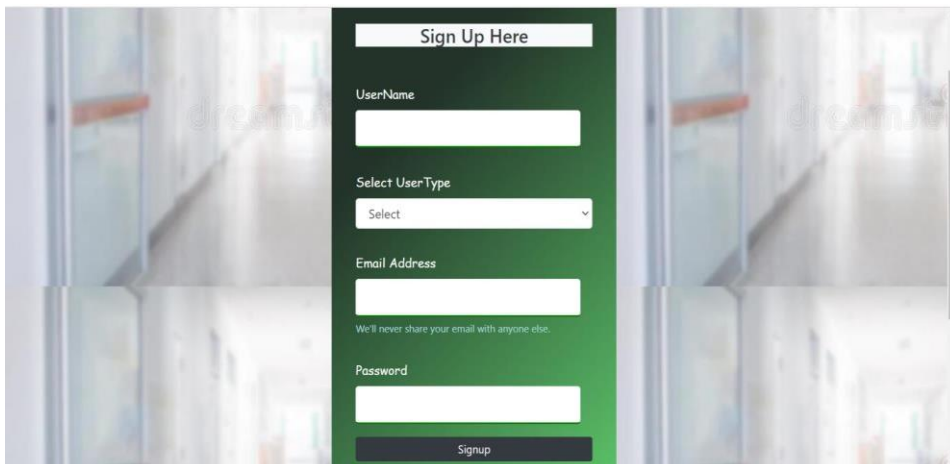 Sign Up Here
UserName
Select UserType
Select
Email Address
We'll never share your email with anyone else.
Password
Signup